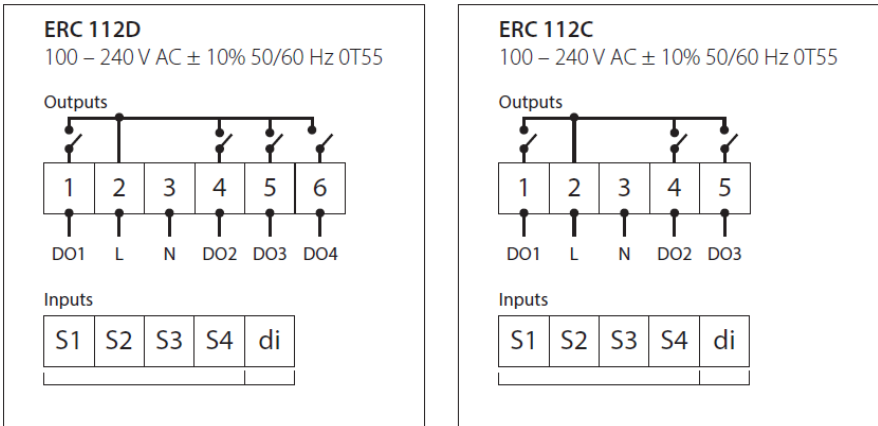 ERC 112D
100 – 240 V AC ± 10% 50/60 Hz 0T55
Outputs
1 2 3 4 5 6
DO1 L N DO2 DO3 DO4
Inputs
S1 S2 S3 S4 di
ERC 112C
100 – 240 V AC ± 10% 50/60 Hz 0T55
Outputs
1 2 3 4 5
DO1 L N DO2 DO3
Inputs
S1 S2 S3 S4 di